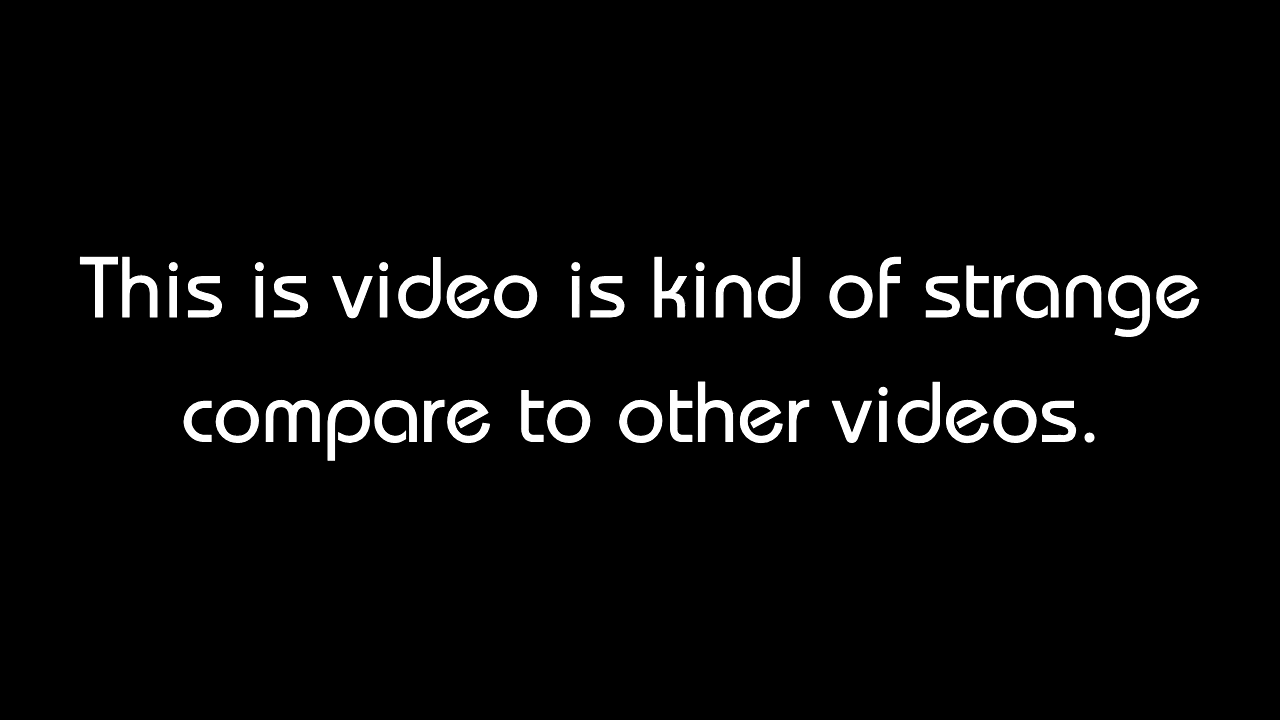 This is video is kind of strange
compare to other videos.